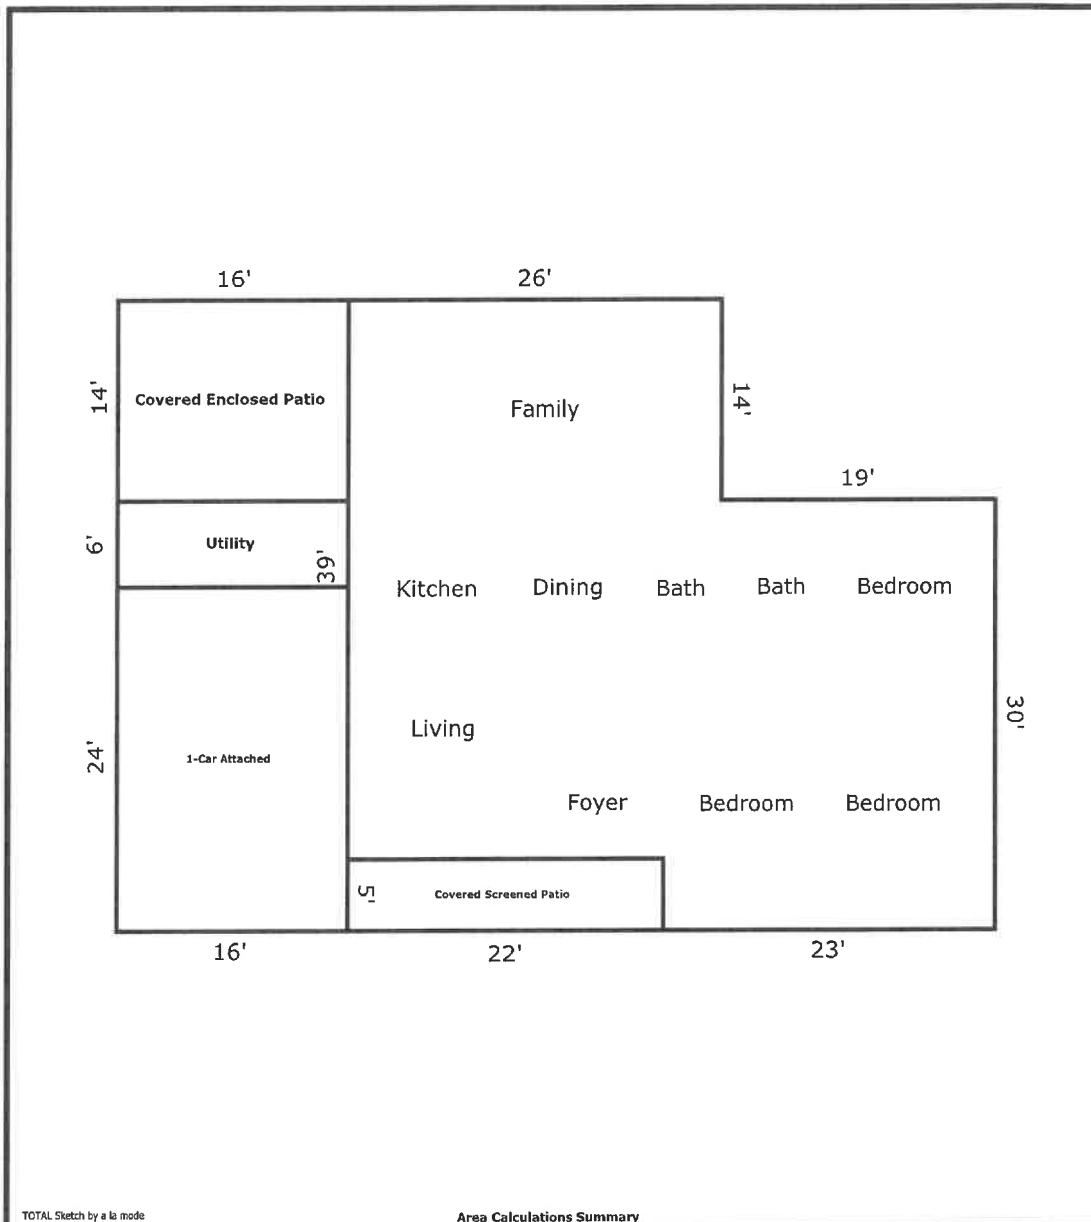 16' 26'
14' Covered Enclosed Patio Family 14'
19'
6' Utility 39'
Kitchen Dining Bath Bath Bedroom
30'
Living
24' 1-Car Attached
Foyer Bedroom Bedroom
5' Covered Screened Patio
16' 22' 23'
TOTAL Sketch by a la mode Area Calculations Summary